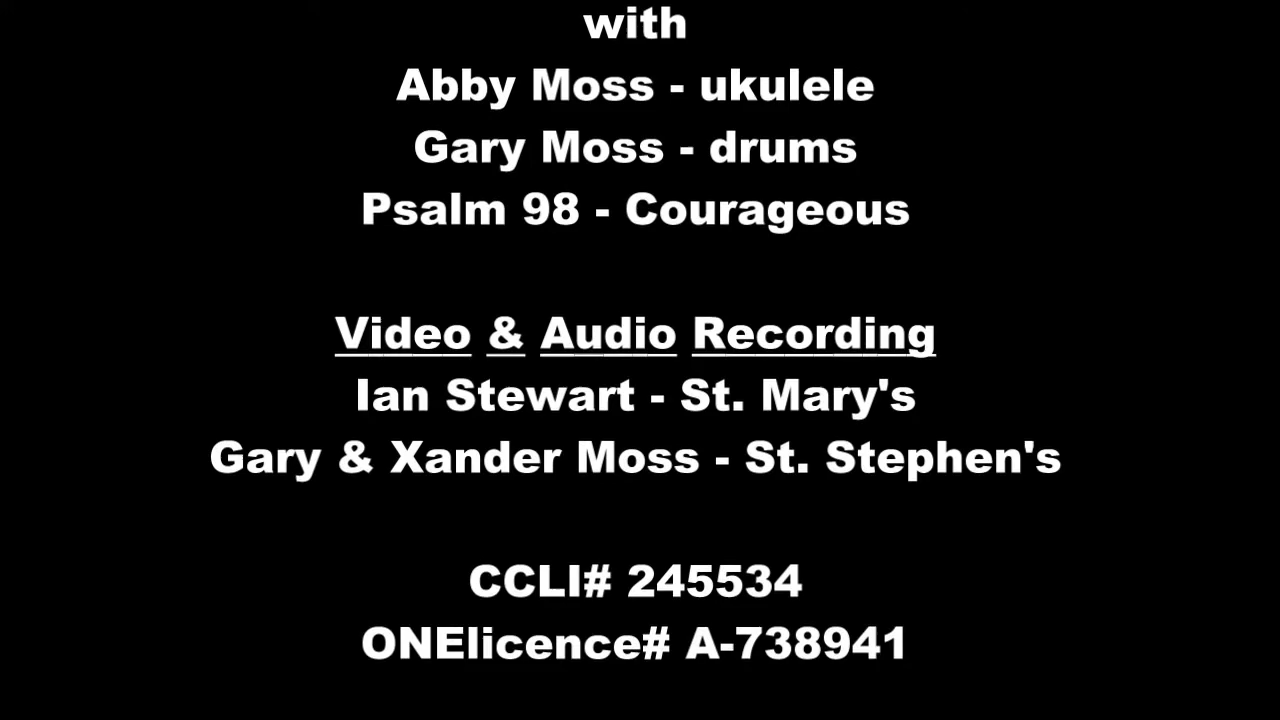 with
Abby Moss - ukulele
Gary Moss - drums
Psalm 98 - Courageous
Video & Audio Recording
Ian Stewart - St. Mary's
Gary & Xander Moss - St. Stephen's
CCLI# 245534
ONElicence# A-738941